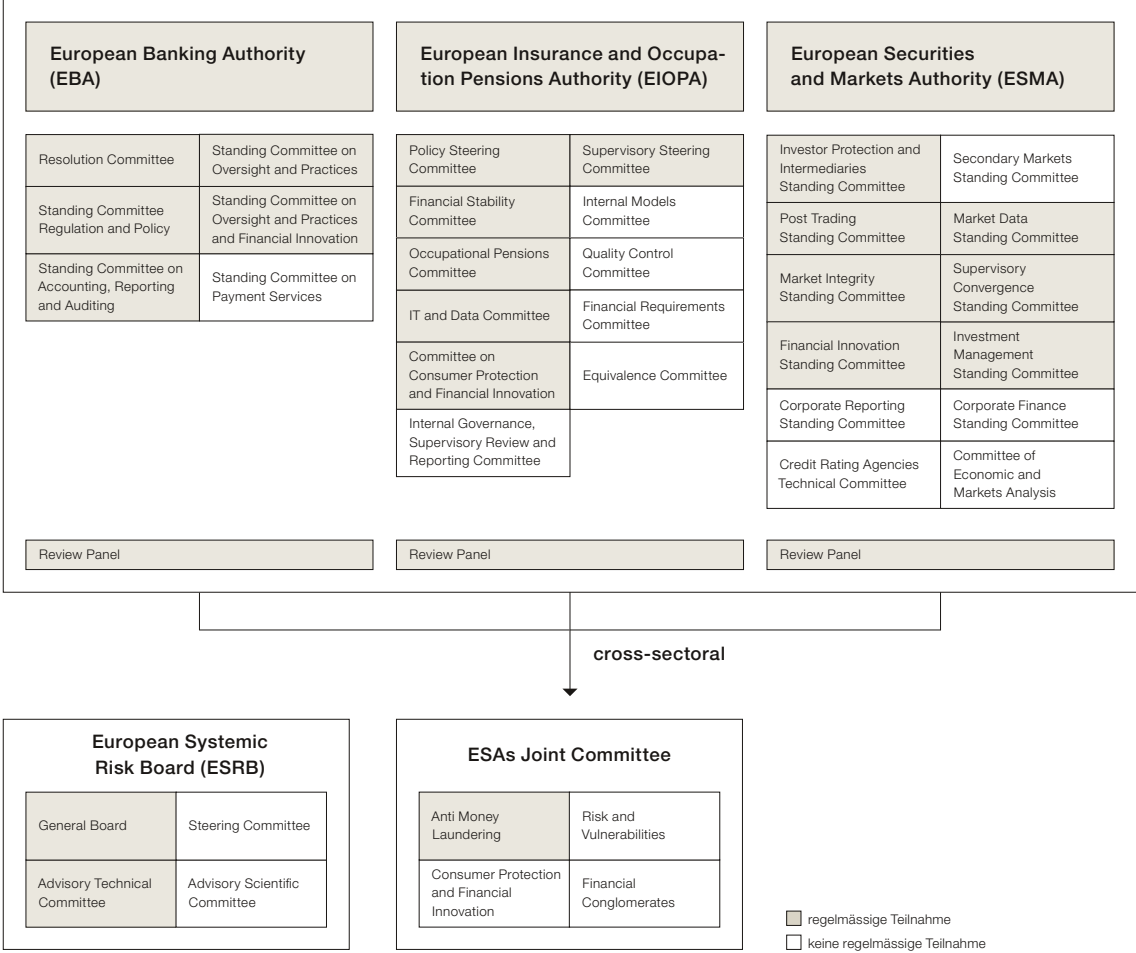 European Banking Authority
(EBA)
Resolution Committee
Standing Committee on
Oversight and Practices
Standing Committee
Regulation and Policy
Standing Committee on
Oversight and Practices
and Financial Innovation
Standing Committee on
Accounting, Reporting
and Auditing
Standing Committee on
Payment Services
Review Panel
European Insurance and Occupa-
tion Pensions Authority (EIOPA)
Policy Steering
Committee
Supervisory Steering
Committee
Financial Stability
Committee
Internal Models
Committee
Occupational Pensions
Committee
Quality Control
Committee
IT and Data Committee
Financial Requirements
Committee
Committee on
Consumer Protection
and Financial Innovation
Equivalence Committee
Internal Governance,
Supervisory Review and
Reporting Committee
Review Panel
European Securities
and Markets Authority (ESMA)
Investor Protection and
Intermediaries
Standing Committee
Secondary Markets
Standing Committee
Post Trading
Standing Committee
Market Data
Standing Committee
Market Integrity
Standing Committee
Supervisory
Convergence
Standing Committee
Financial Innovation
Standing Committee
Investment
Management
Standing Committee
Corporate Reporting
Standing Committee
Corporate Finance
Standing Committee
Credit Rating Agencies
Technical Committee
Committee of
Economic and
Markets Analysis
Review Panel
cross-sectoral
European Systemic
Risk Board (ESRB)
General Board
Steering Committee
Advisory Technical
Committee
Advisory Scientific
Committee
ESAs Joint Committee
Anti Money
Laundering
Risk and
Vulnerabilities
Consumer Protection
and Financial
Innovation
Financial
Conglomerates
regelmässige Teilnahme
keine regelmässige Teilnahme